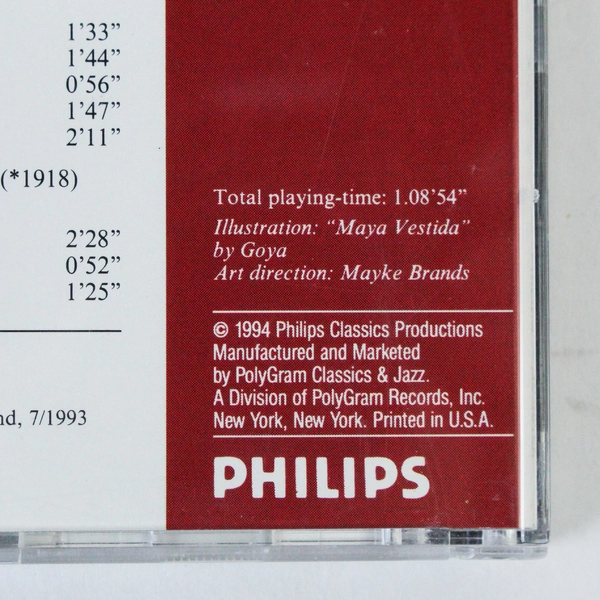 1’33”
1’44”
0’56”
1’47”
2’11”
(*1918)
2’28”
0’52”
1’25”
nd, 7/1993
Total playing-time: 1.08’54”
Illustration: “Maya Vestida”
by Goya
Art direction: Mayke Brands
© 1994 Philips Classics Productions
Manufactured and Marketed
by PolyGram Classics & Jazz.
A Division of PolyGram Records, Inc.
New York, New York. Printed in U.S.A.
PHILIPS